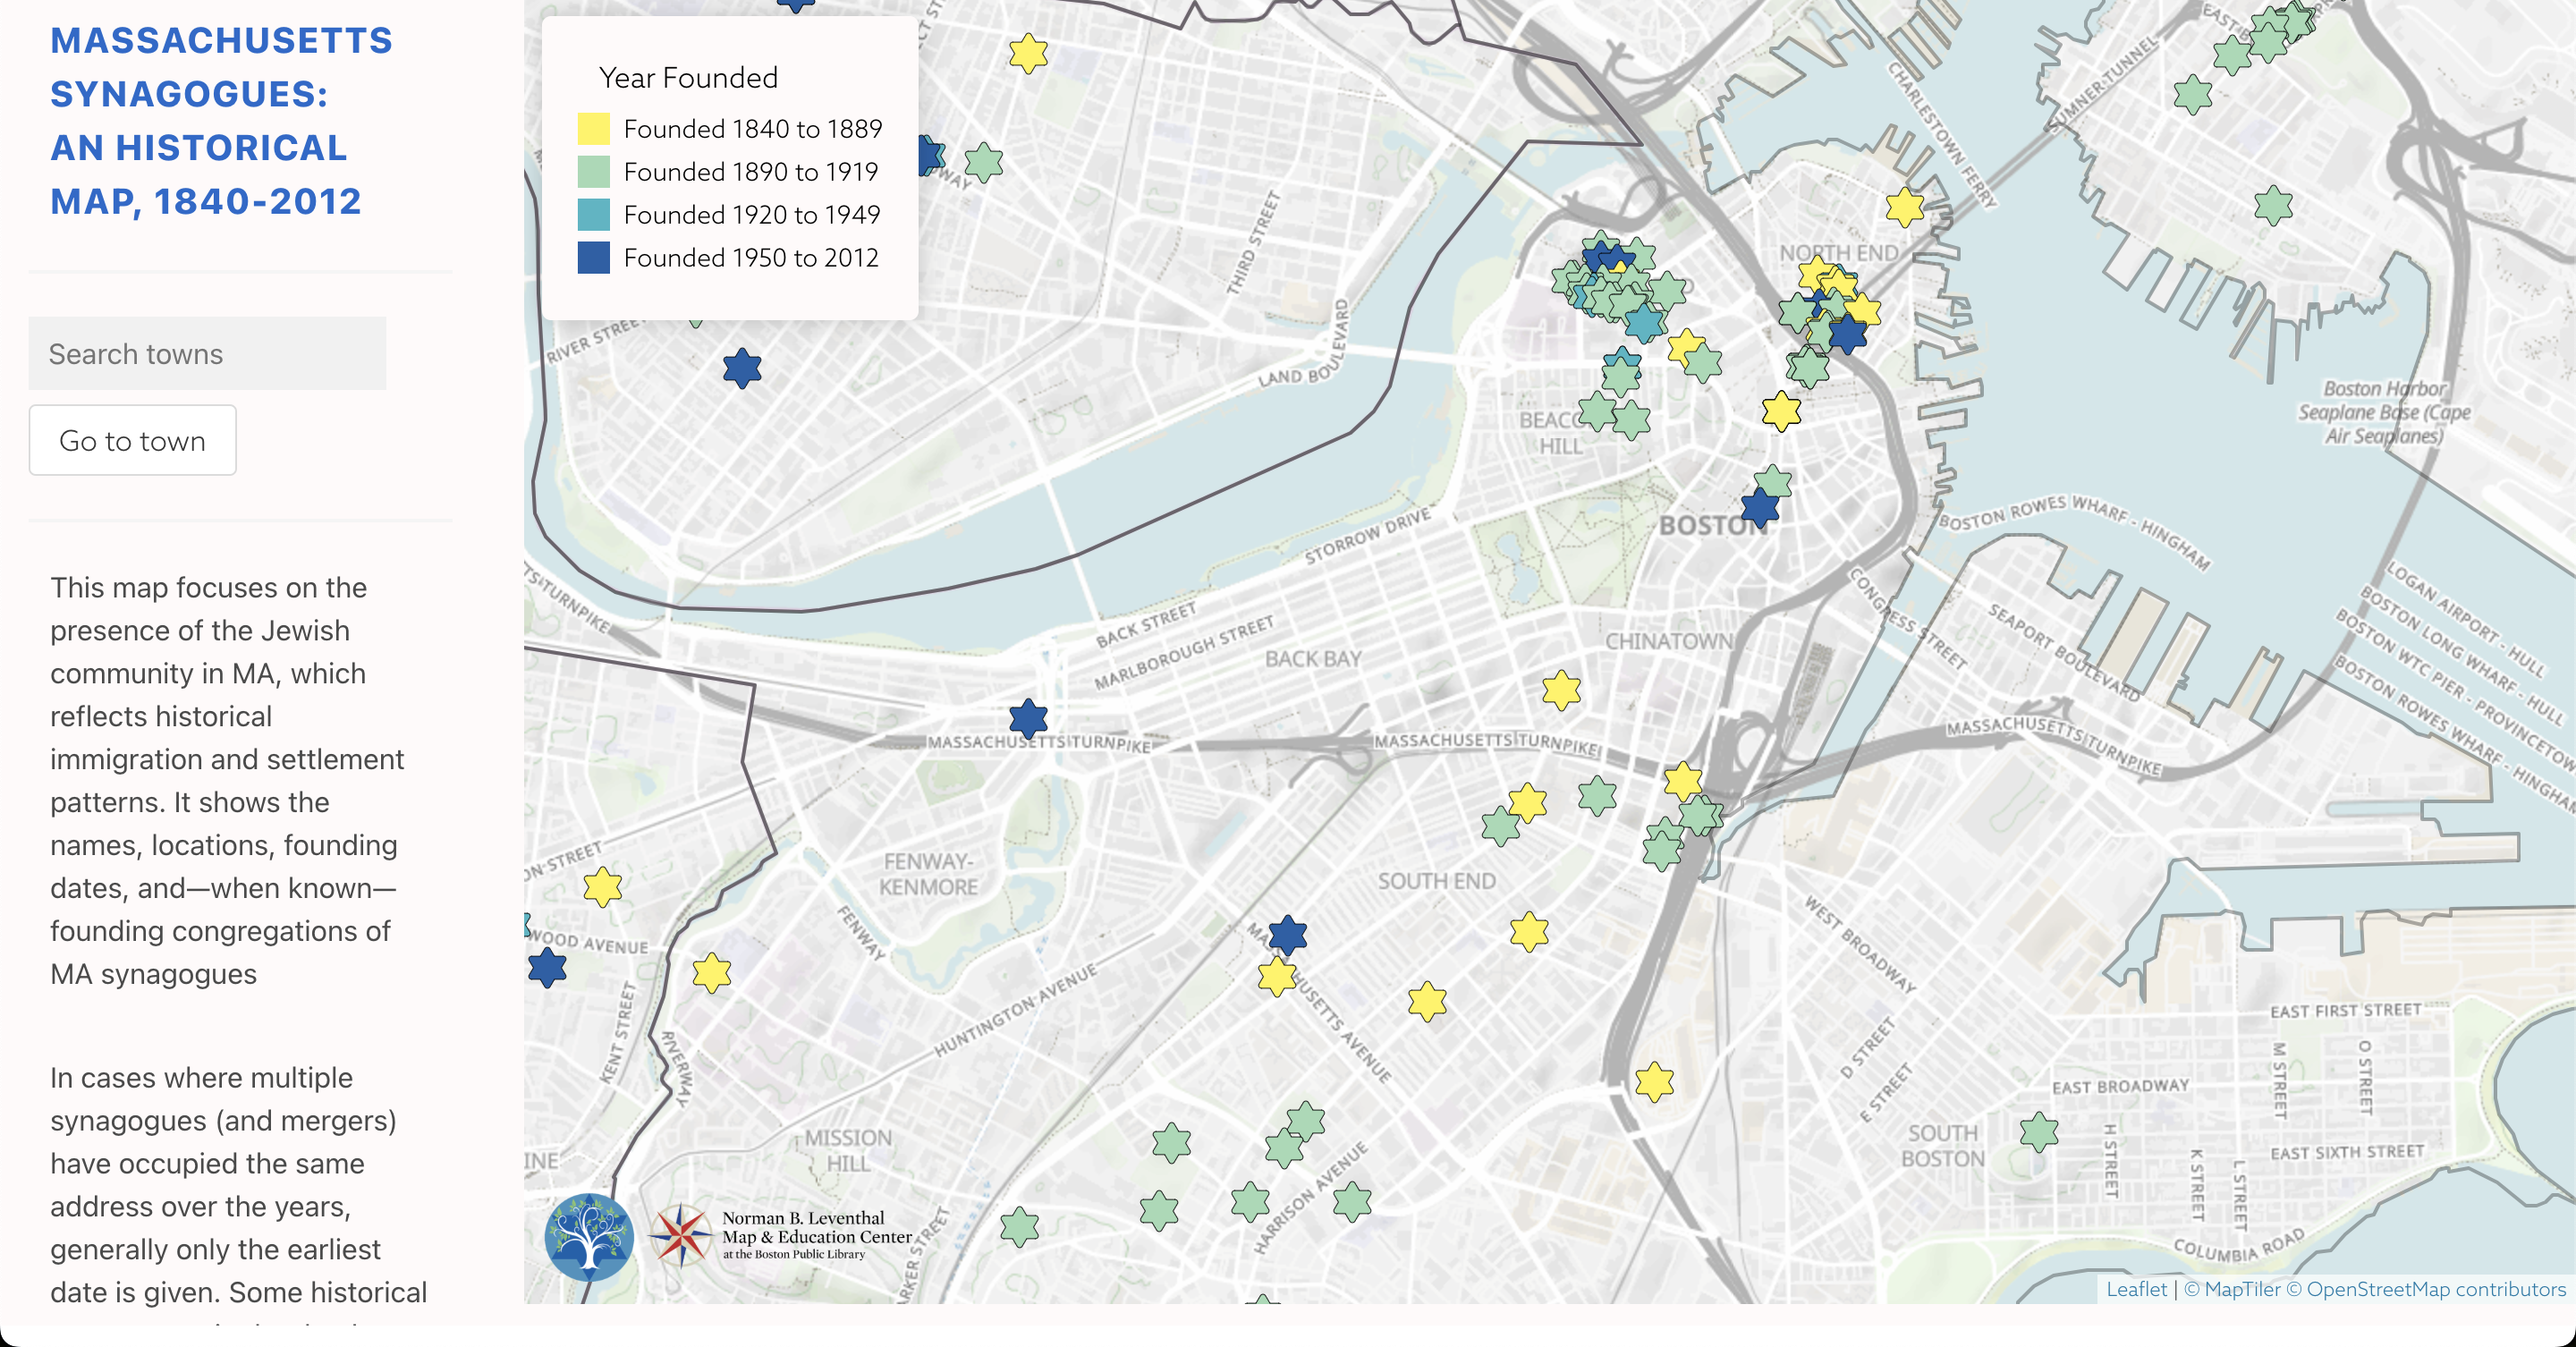 MASSACHUSETTS
SYNAGOGUES:
AN HISTORICAL
MAP, 1840-2012
Search towns
Go to town
This map focuses on the
presence of the Jewish
community in MA, which
reflects historical
immigration and settlement
patterns. It shows the
names, locations, founding
dates, and—when known—
founding congregations of
MA synagogues
In cases where multiple
synagogues (and mergers)
have occupied the same
address over the years,
generally only the earliest
date is given. Some historical
Year Founded
Founded 1840 to 1889
Founded 1890 to 1919
Founded 1920 to 1949
Founded 1950 to 2012
SUMNER TUNNEL
CHARLESTOWN FERRY
THIRD STREET
NORTH END
RIVER STREET
LAND BOULEVARD
BEACO
HILL
Boston Harbor
Seaplane Base (Cape
Air Seaplanes)
STORROW DRIVE
BOSTON
BOSTON ROWES WHARF - HINGHAM
LOGAN AIRPORT - HULL
BOSTON LONG WHARF - HULL
BOSTON WTC PIER - PROVINCETOW
BOSTON ROWES WHARF - HINGHAM
CONGRESS STREET
SEAPORT BOULEVARD
TS TURNPIKE
BACK STREET
MARLBOROUGH STREET
BACK BAY
CHINATOWN
MASSACHUSETTS TURNPIKE
MASSACHUSETTS TURNPIKE
MASSACHUSETTS TURNPIKE
FENWAY-
KENMORE
SOUTH END
ON STREET
WOOD AVENUE
FENWAY
MAS
HUSETTS AVENUE
WEST BROADWAY
KENT STREET
RIVERWAY
HUNTINGTON AVENUE
D STREET
E STREET
EAST FIRST STREET
M STREET
O STREET
EAST BROADWAY
SOUTH
BOSTON
H STREET
K STREET
L STREET
EAST SIXTH STREET
MISSION
HILL
INE
HARRISON AVENUE
ARKER STREET
COLUMBIA ROAD
Norman B. Leventhal
Map & Education Center
at the Boston Public Library
Leaflet | © MapTiler © OpenStreetMap contributors